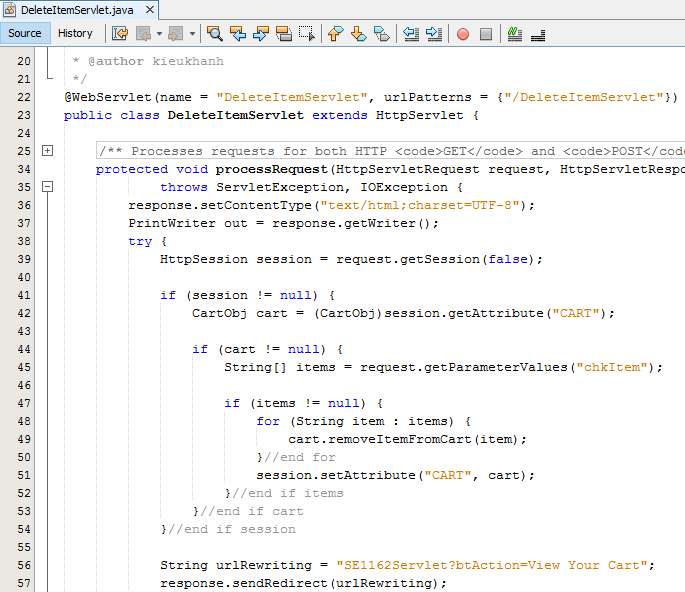 DeleteItemServlet.java
Source History
20 * @author kieukhanh
21 */
22 @WebServlet(name = "DeleteItemServlet", urlPatterns = {"/DeleteItemServlet"})
23 public class DeleteItemServlet extends HttpServlet {
24
25 /** Processes requests for both HTTP <code>GET</code> and <code>POST</cod
34 protected void processRequest(HttpServletRequest request, HttpServletRespo
35 throws ServletException, IOException {
36 response.setContentType("text/html;charset=UTF-8");
37 PrintWriter out = response.getWriter();
38 try {
39 HttpSession session = request.getSession(false);
40
41 if (session != null) {
42 CartObj cart = (CartObj)session.getAttribute("CART");
43
44 if (cart != null) {
45 String[] items = request.getParameterValues("chkItem");
46
47 if (items != null) {
48 for (String item : items) {
49 cart.removeItemFromCart(item);
50 }//end for
51 session.setAttribute("CART", cart);
52 }//end if items
53 }//end if cart
54 }//end if session
55
56 String urlRewriting = "SE1162Servlet?btAction=View Your Cart";
57 response.sendRedirect(urlRewriting);